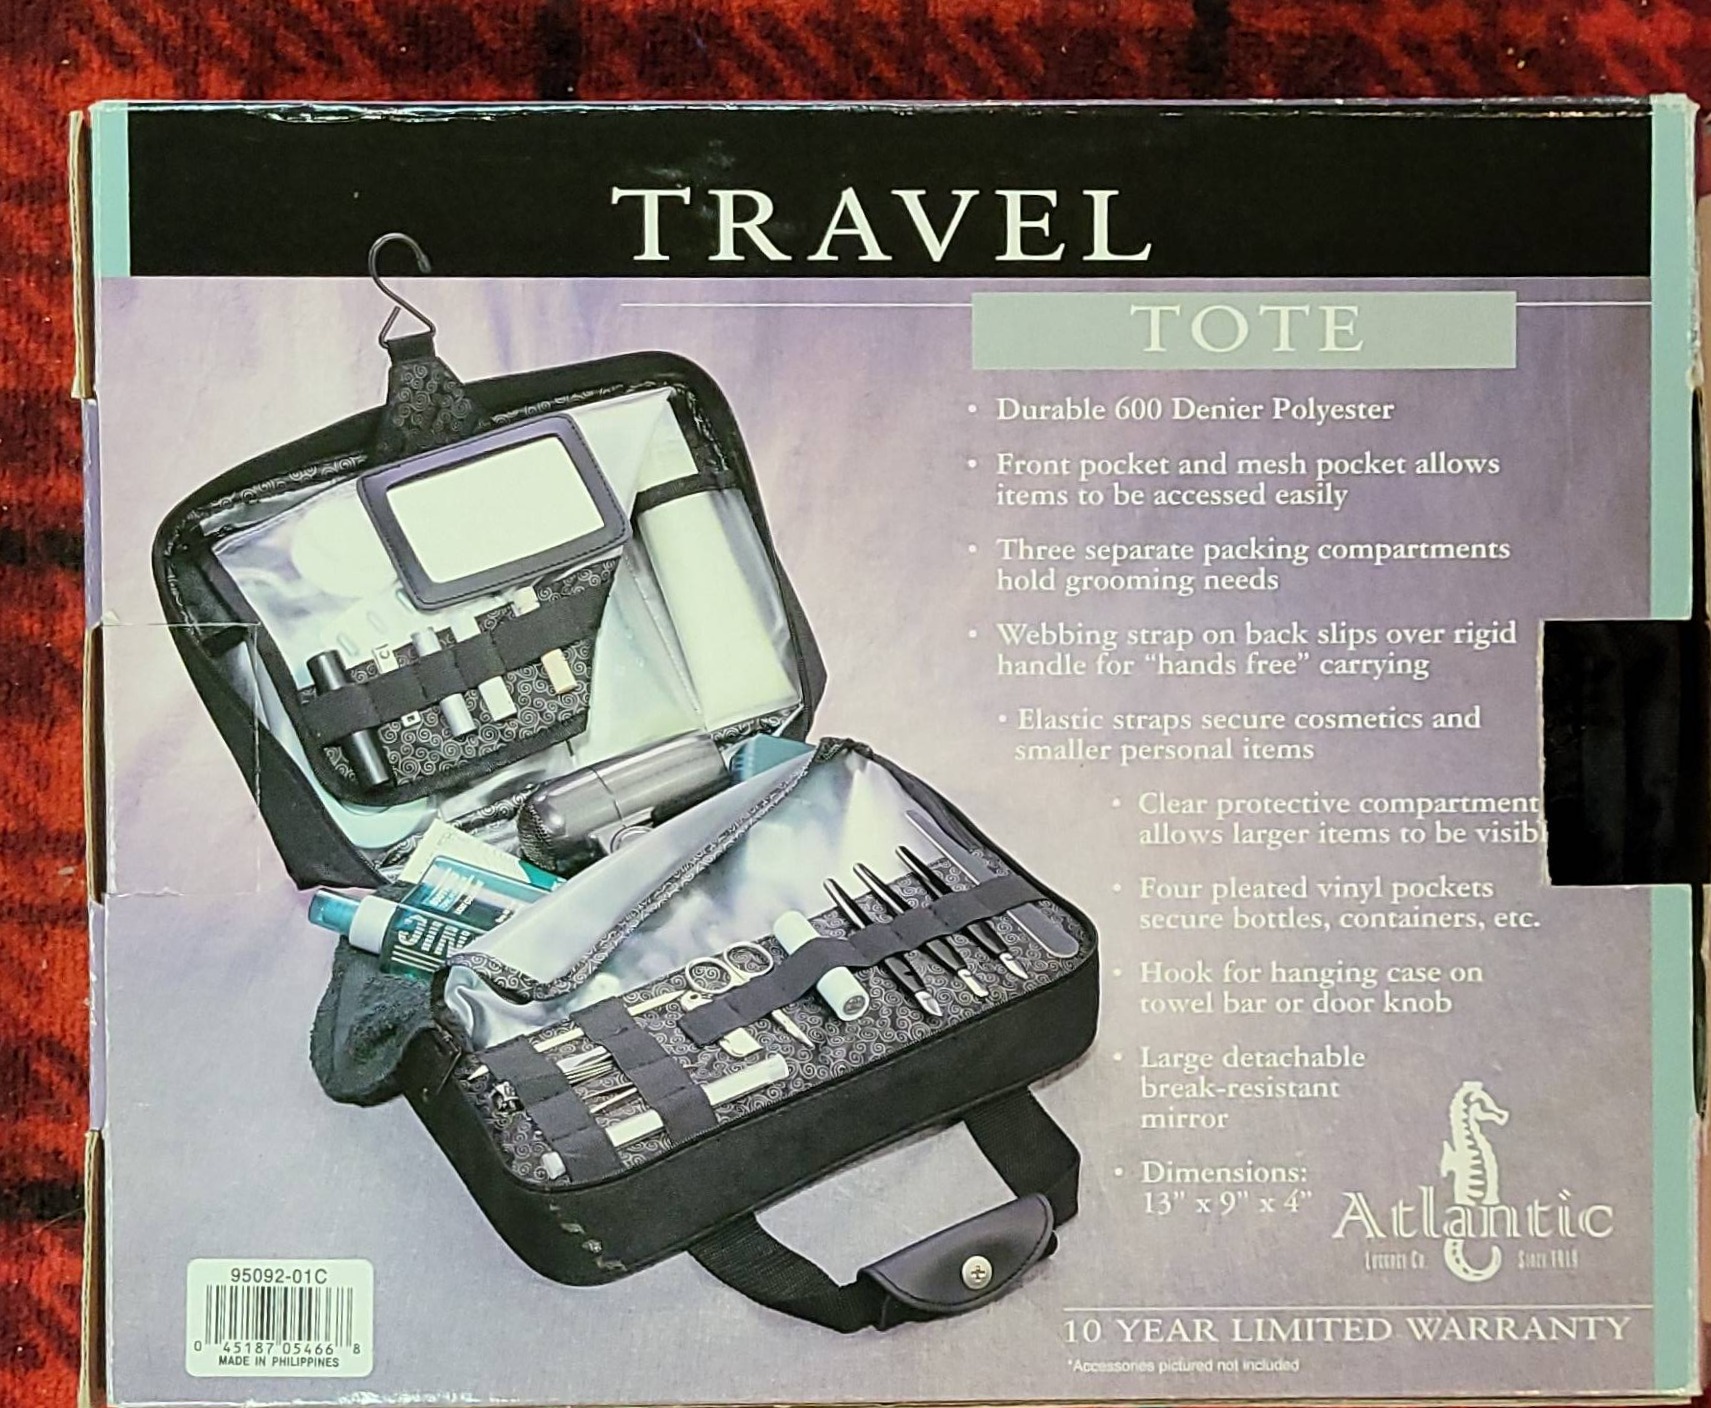 TRAVEL
TOTE
• Durable 600 Denier Polyester
• Front pocket and mesh pocket allows
items to be accessed easily
• Three separate packing compartments
hold grooming needs
• Webbing strap on back slips over rigid
handle for “hands free” carrying
• Elastic straps secure cosmetics and
smaller personal items
• Clear protective compartment
allows larger items to be visibl
• Four pleated vinyl pockets
secure bottles, containers, etc.
• Hook for hanging case on
towel bar or door knob
• Large detachable
break-resistant
mirror
• Dimensions:
13” x 9” x 4”
Atlantic
Luggage Co. Since 1919
10 YEAR LIMITED WARRANTY
*Accessories pictured not included
95092-01C
0 45187 05466 8
MADE IN PHILIPPINES